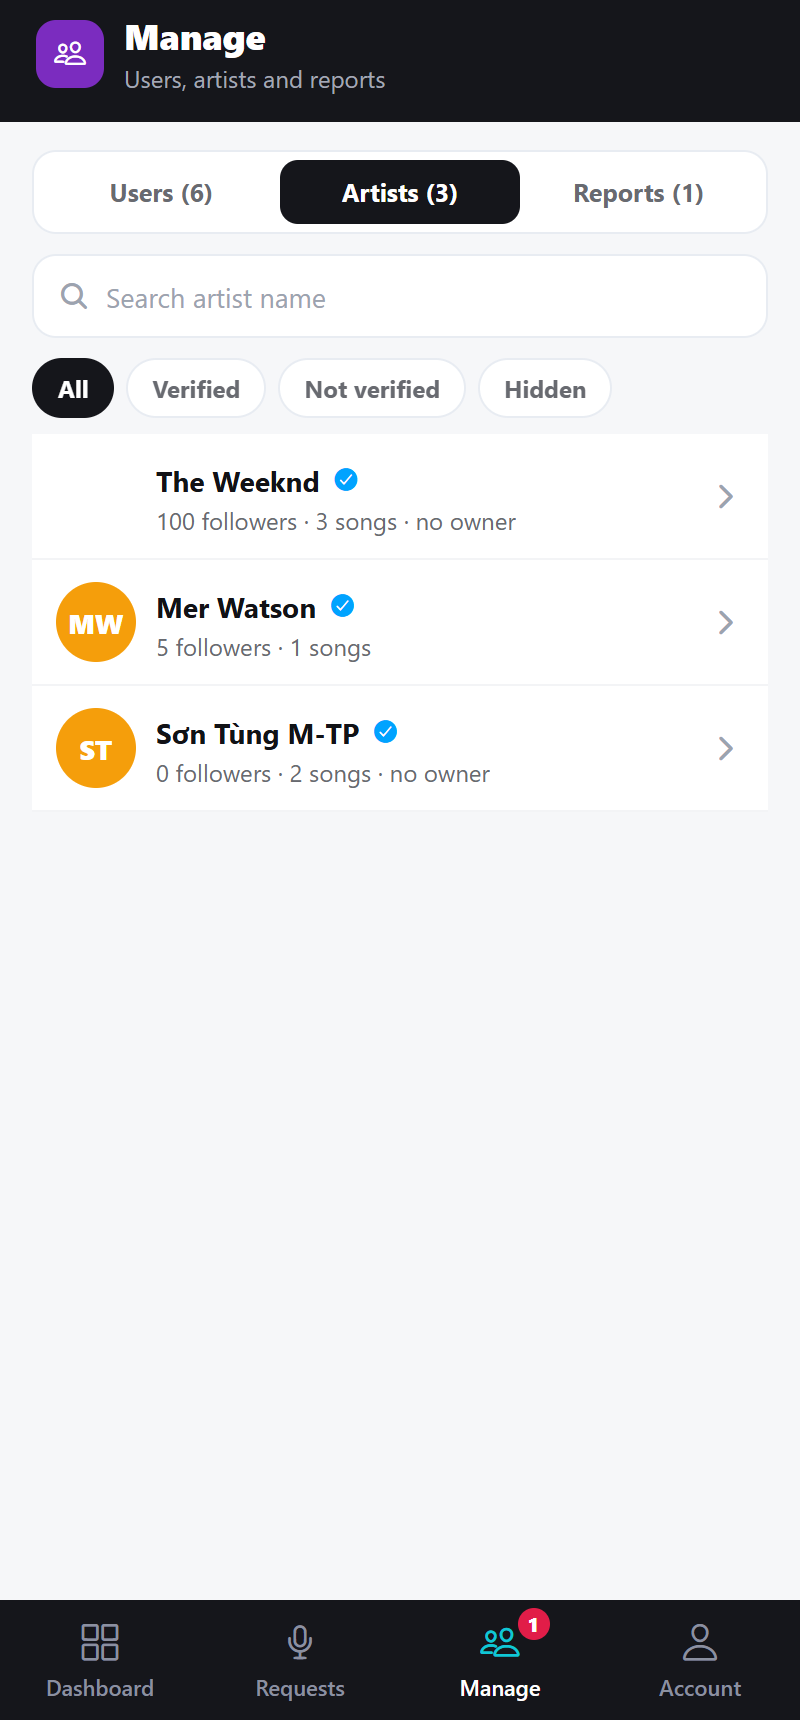 Manage
Users, artists and reports
Users (6)
Artists (3)
Reports (1)
Search artist name
All
Verified
Not verified
Hidden
The Weeknd
100 followers · 3 songs · no owner
MW
Mer Watson
5 followers · 1 songs
ST
Sơn Tùng M-TP
0 followers · 2 songs · no owner
1
Dashboard
Requests
Manage
Account